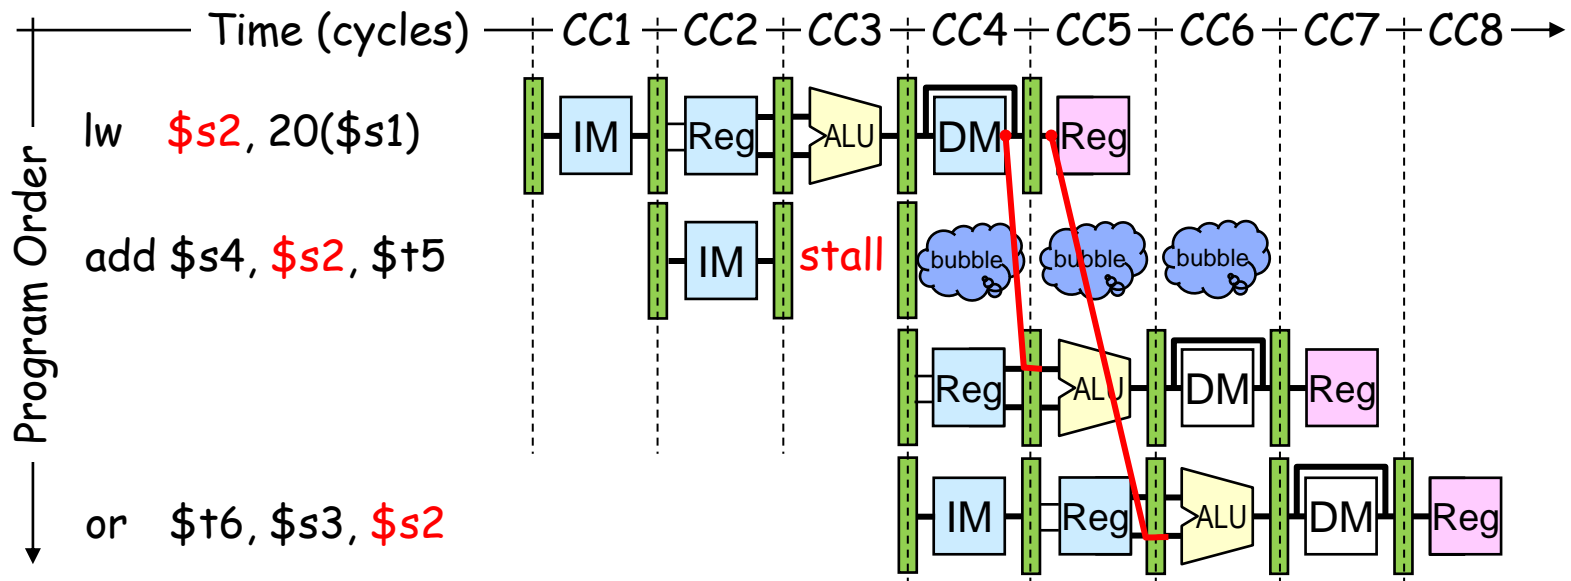 Time (cycles) CC1 CC2 CC3 CC4 CC5 CC6 CC7 CC8
Program Order
lw $s2, 20($s1) IM Reg ALU DM Reg
add $s4, $s2, $t5 IM stall bubble bubble bubble
Reg ALU DM Reg
or $t6, $s3, $s2 IM Reg ALU DM Reg